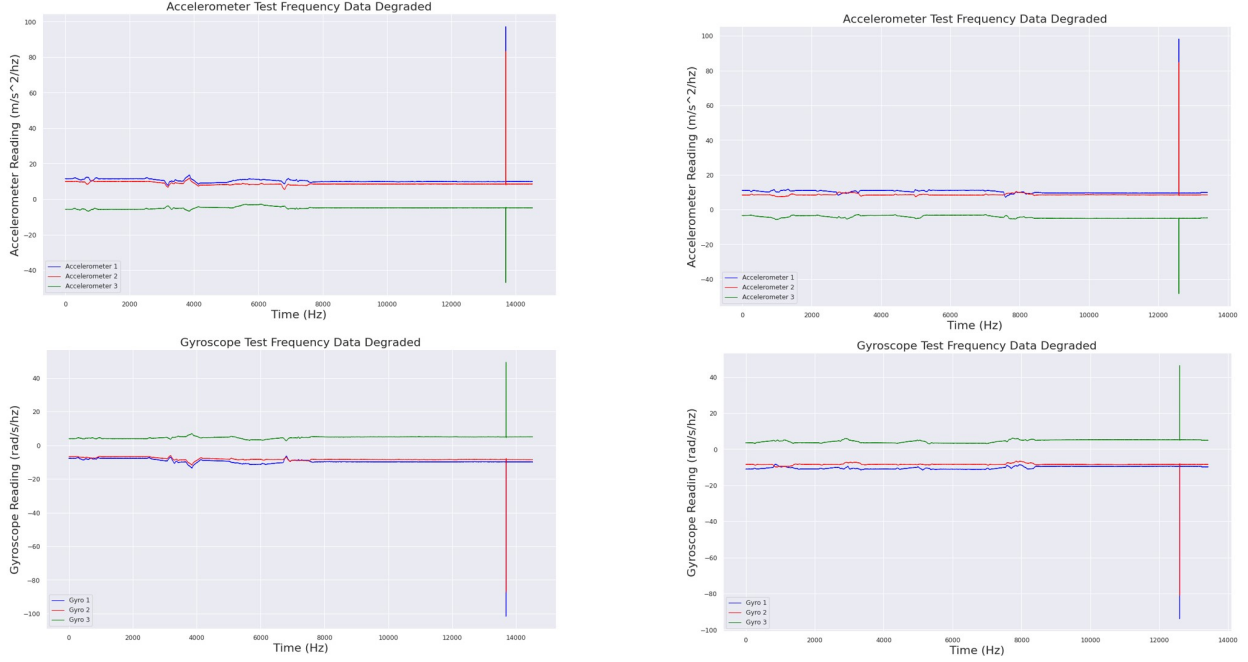 Accelerometer Test Frequency Data Degraded
Accelerometer Reading (m/s^2/hz)
100
80
60
40
20
0
−20
−40
Accelerometer 1
Accelerometer 2
Accelerometer 3
0 2000 4000 6000 8000 10000 12000 14000
Time (Hz)
Accelerometer Test Frequency Data Degraded
Accelerometer Reading (m/s^2/hz)
100
80
60
40
20
0
−20
−40
Accelerometer 1
Accelerometer 2
Accelerometer 3
0 2000 4000 6000 8000 10000 12000 14000
Time (Hz)
Gyroscope Test Frequency Data Degraded
Gyroscope Reading (rad/s/hz)
40
20
0
−20
−40
−60
−80
−100
Gyro 1
Gyro 2
Gyro 3
0 2000 4000 6000 8000 10000 12000 14000
Time (Hz)
Gyroscope Test Frequency Data Degraded
Gyroscope Reading (rad/s/hz)
40
20
0
−20
−40
−60
−80
−100
Gyro 1
Gyro 2
Gyro 3
0 2000 4000 6000 8000 10000 12000 14000
Time (Hz)